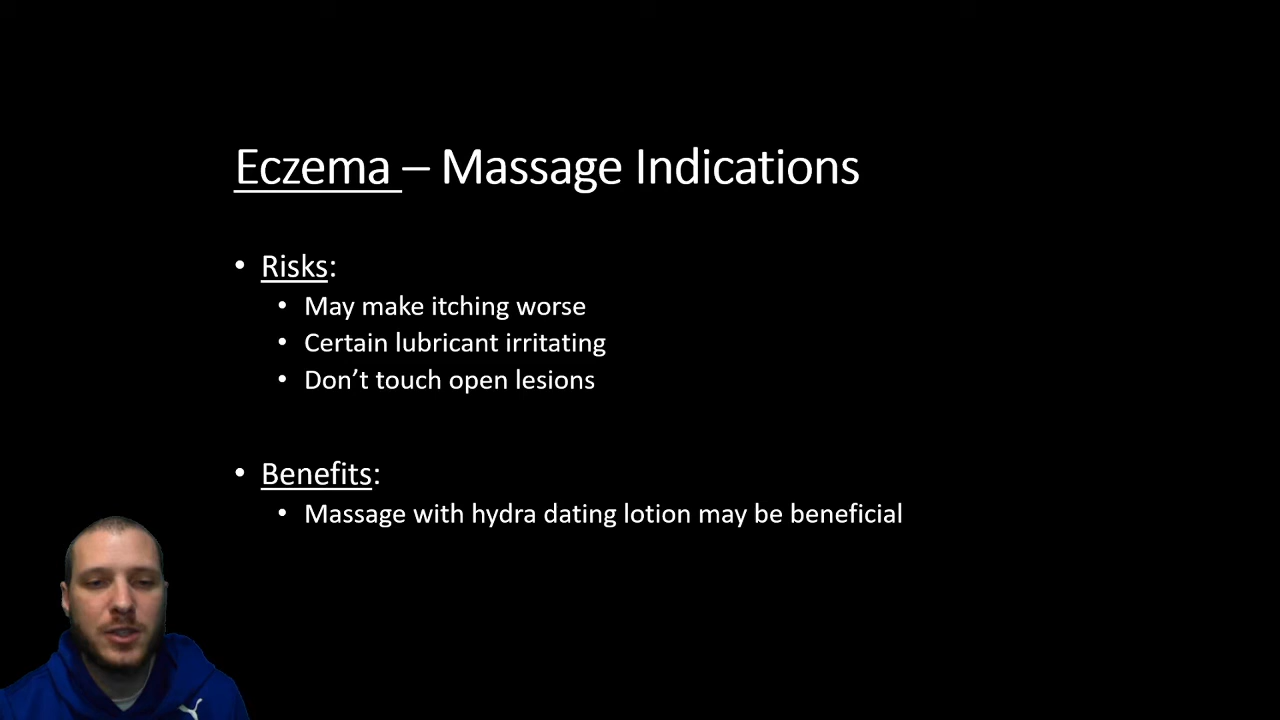 Eczema – Massage Indications
• Risks:
• May make itching worse
• Certain lubricant irritating
• Don’t touch open lesions
• Benefits:
• Massage with hydra dating lotion may be beneficial